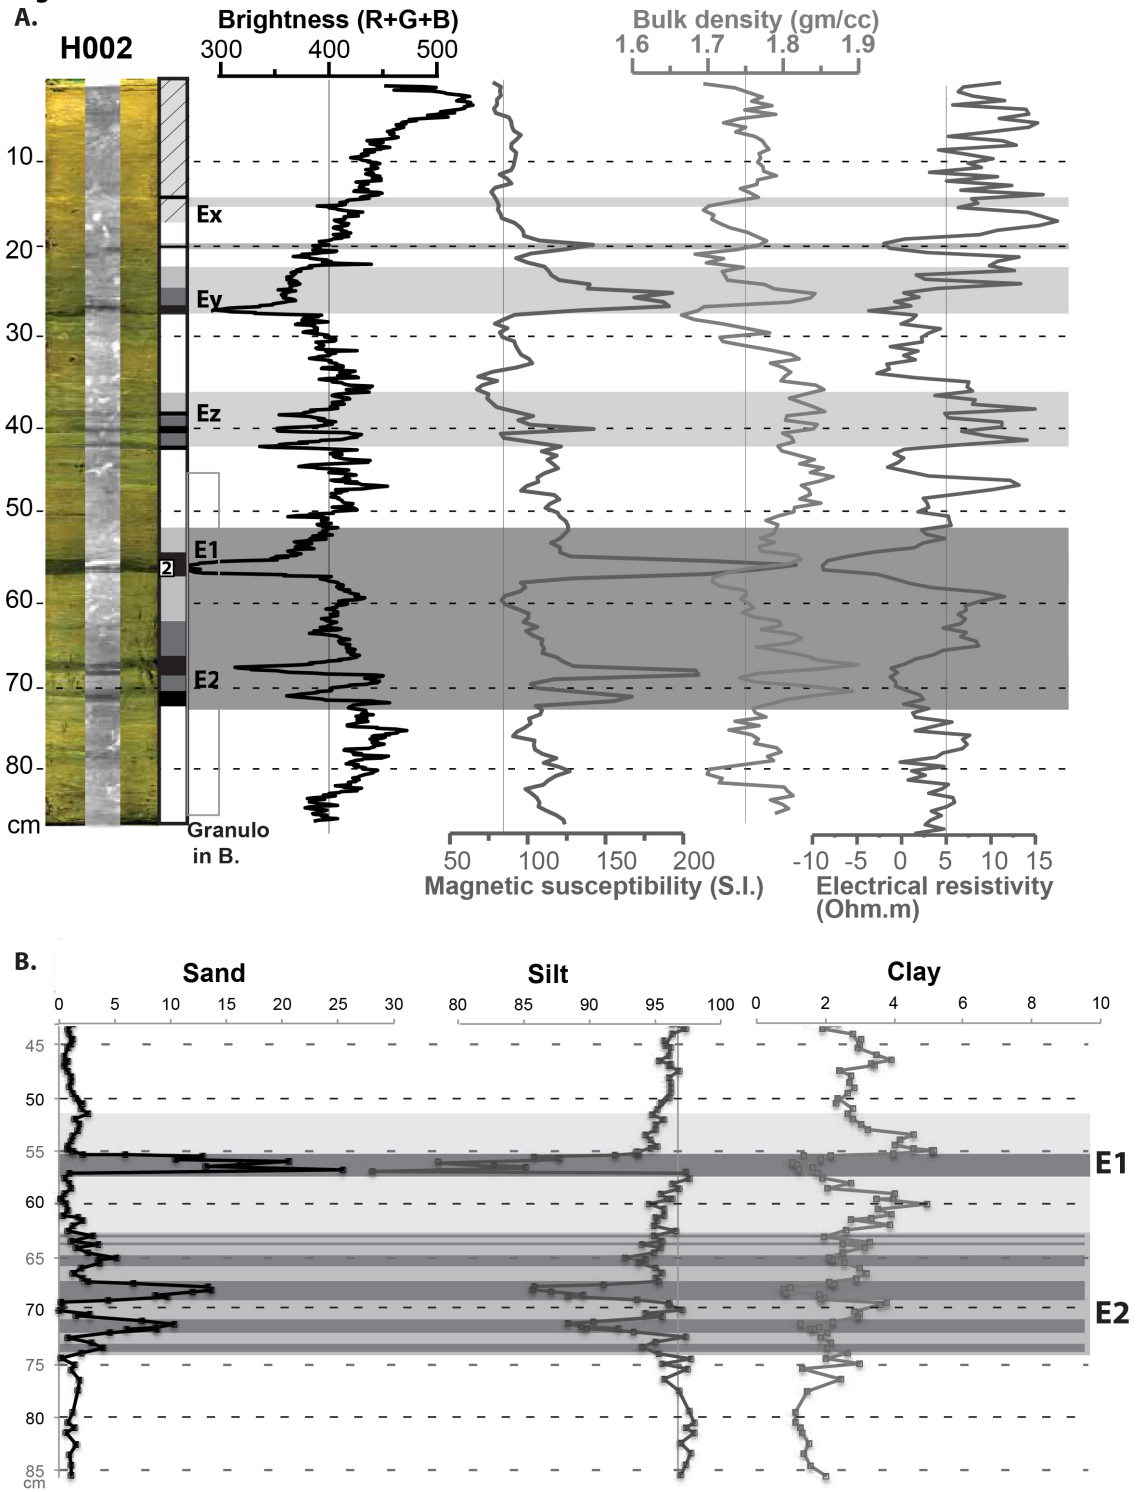 A.
Brightness (R+G+B)
Bulk density (gm/cc)
H002
300 400 500
1.6 1.7 1.8 1.9
10
Ex
20
Ey
30
Ez
40
50
E1
2
60
E2
70
80
cm
Granulo
in B.
50 100 150 200
-10 -5 0 5 10 15
Magnetic susceptibility (S.I.)
Electrical resistivity
(Ohm.m)
B.
Sand Silt Clay
0 5 10 15 20 25 30 80 85 90 95 100 0 2 4 6 8 10
45
50
55
E1
60
65
70
E2
75
80
85
cm